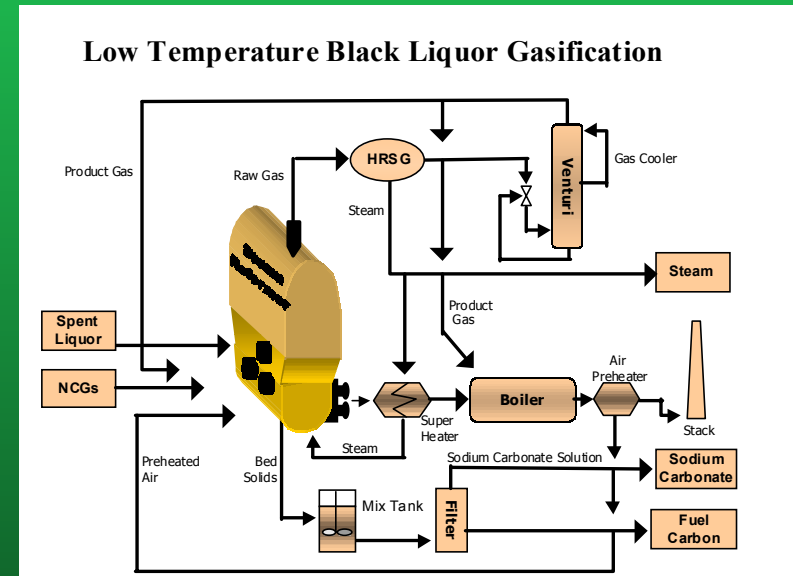 Low Temperature Black Liquor Gasification
Product Gas
Raw Gas
HRSG
Venturi
Gas Cooler
Steam
Steam
Spent
Liquor
Product
Gas
NCGs
Air
Preheater
Boiler
Super
Heater
Stack
Steam
Preheated
Air
Bed
Solids
Sodium Carbonate Solution
Sodium
Carbonate
Mix Tank
Filter
Fuel
Carbon